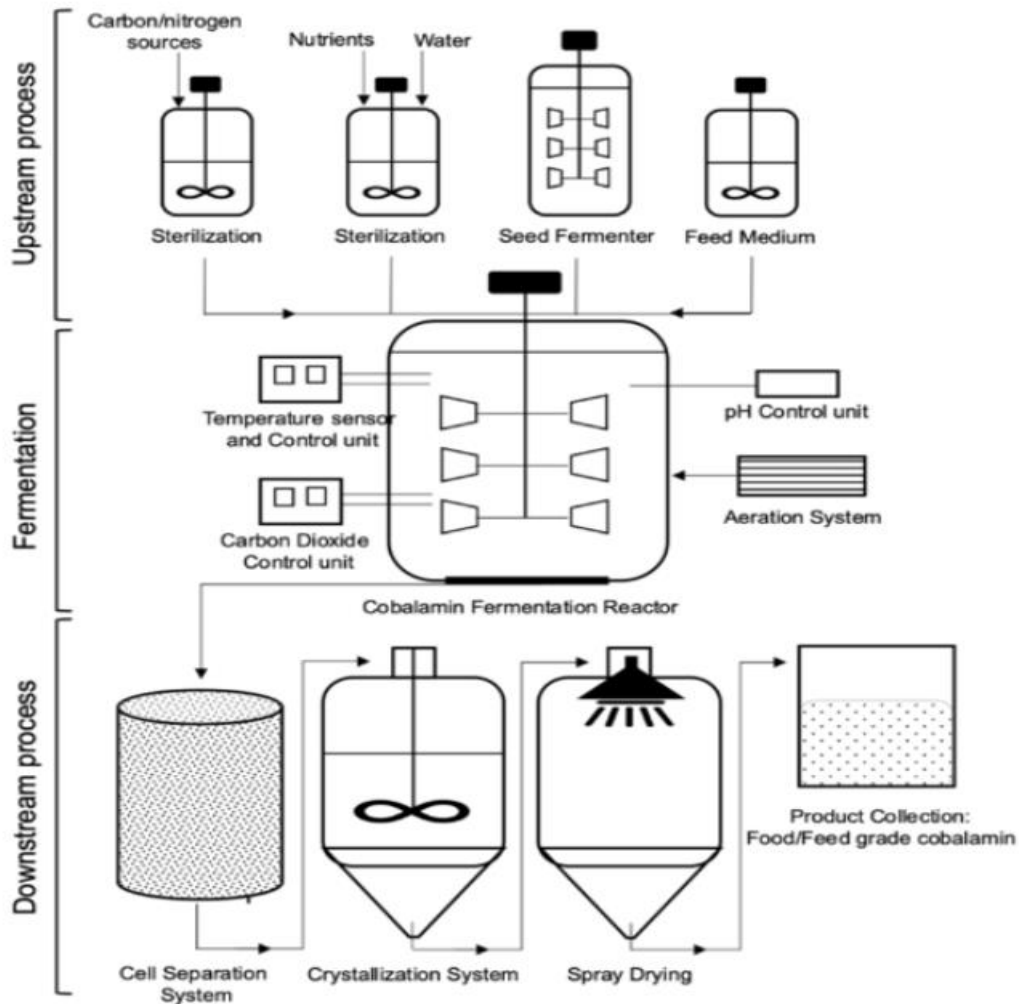 Upstream process
Carbon/nitrogen
sources
Nutrients
Water
Sterilization
Sterilization
Seed Fermenter
Feed Medium
Fermentation
Temperature sensor
and Control unit
pH Control unit
Carbon Dioxide
Control unit
Aeration System
Cobalamin Fermentation Reactor
Downstream process
Product Collection:
Food/Feed grade cobalamin
Cell Separation
System
Crystallization System
Spray Drying